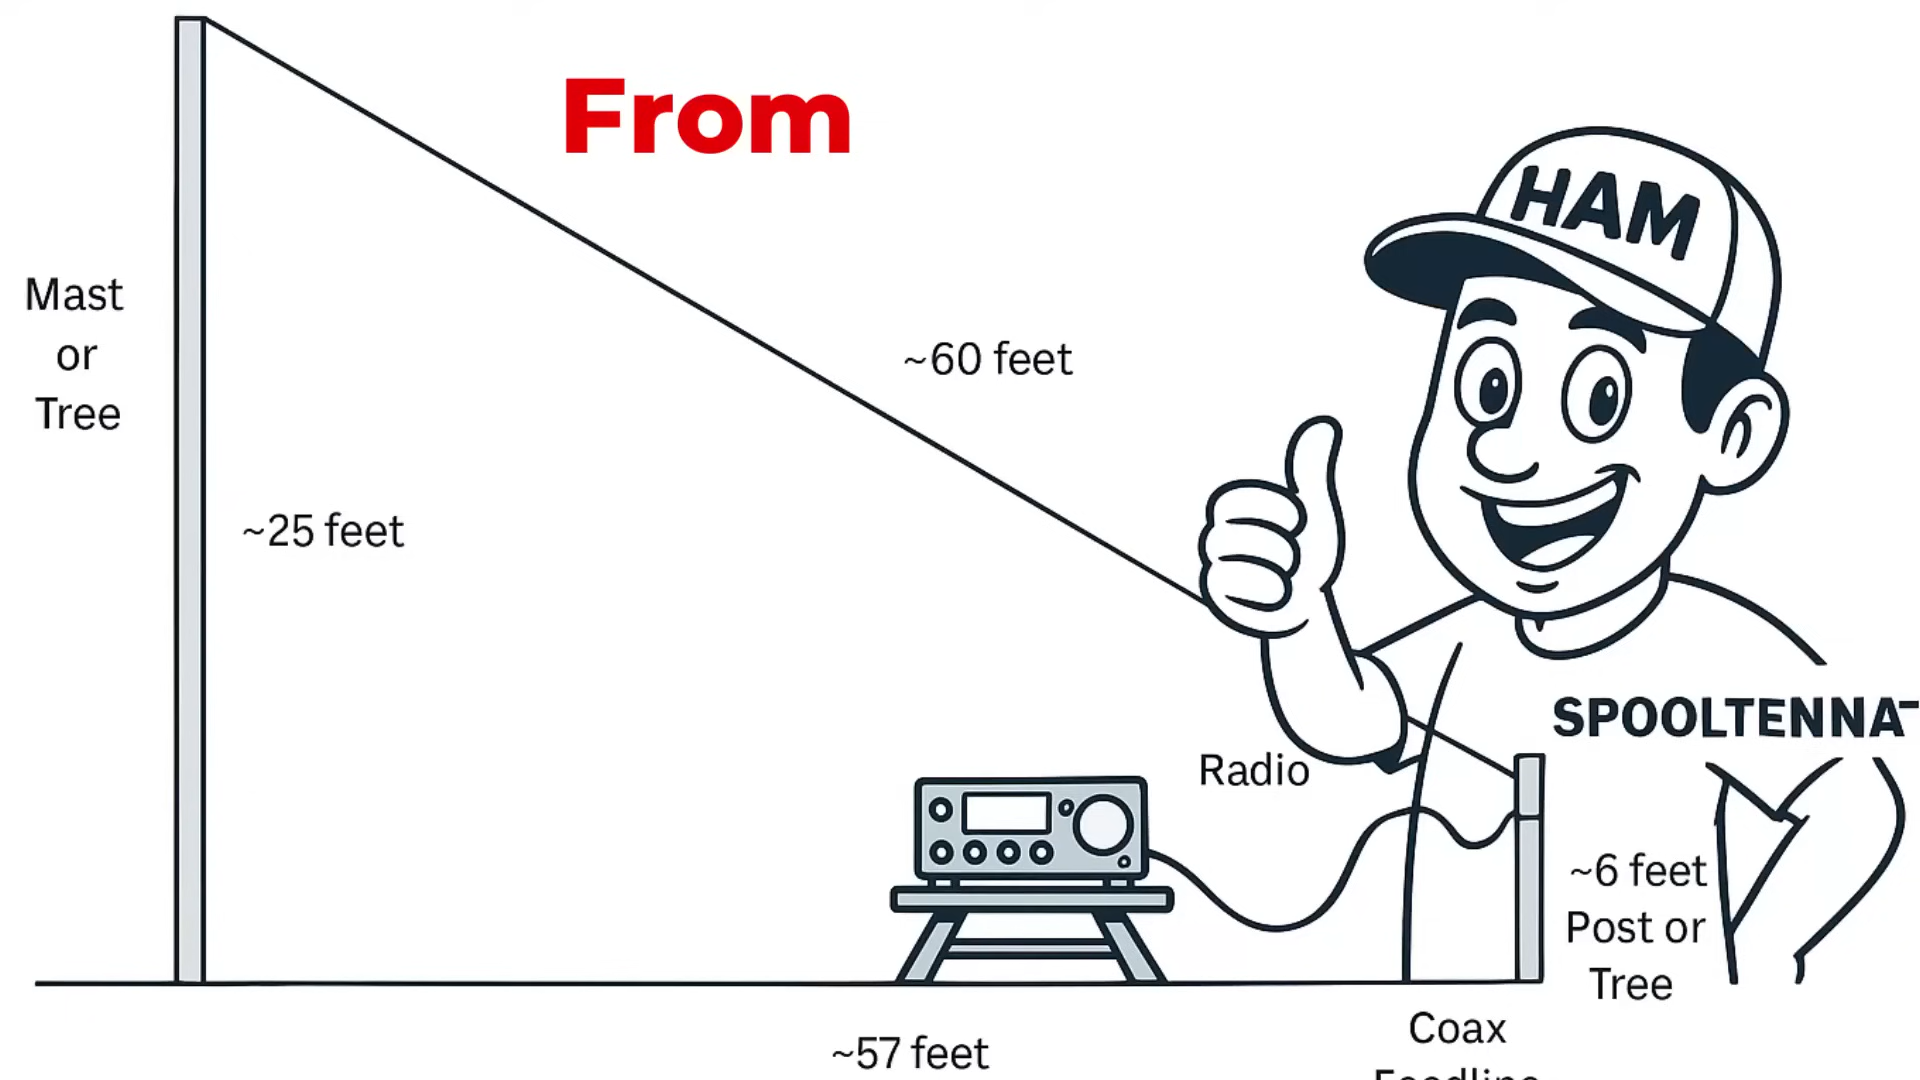 From
HAM
Mast
or
Tree
~60 feet
~25 feet
SPOOLTENNA
Radio
~6 feet
Post or
Tree
Coax
Feedline
~57 feet